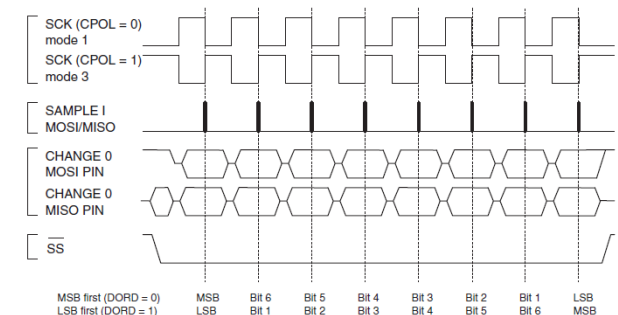 SCK (CPOL = 0)
mode 1
SCK (CPOL = 1)
mode 3
SAMPLE I
MOSI/MISO
CHANGE 0
MOSI PIN
CHANGE 0
MISO PIN
SS
MSB first (DORD = 0) MSB Bit 6 Bit 5 Bit 4 Bit 3 Bit 2 Bit 1 LSB
LSB first (DORD = 1) LSB Bit 1 Bit 2 Bit 3 Bit 4 Bit 5 Bit 6 MSB